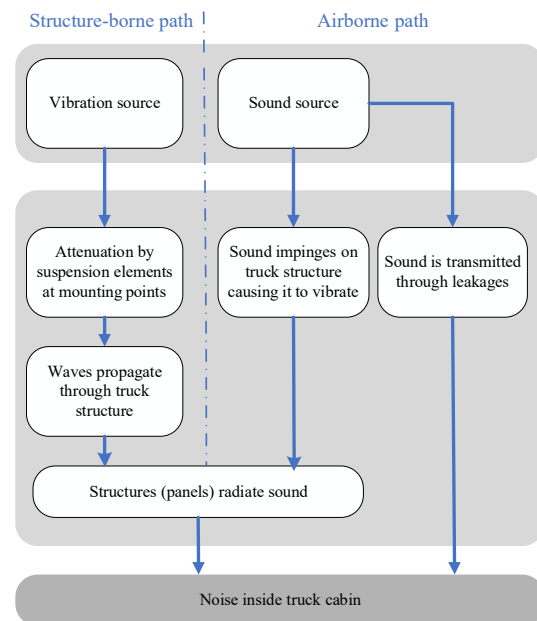 Structure-borne path
Airborne path
Vibration source
Sound source
Attenuation by
suspension elements
at mounting points
Sound impinges on
truck structure
causing it to vibrate
Sound is transmitted
through leakages
Waves propagate
through truck
structure
Structures (panels) radiate sound
Noise inside truck cabin